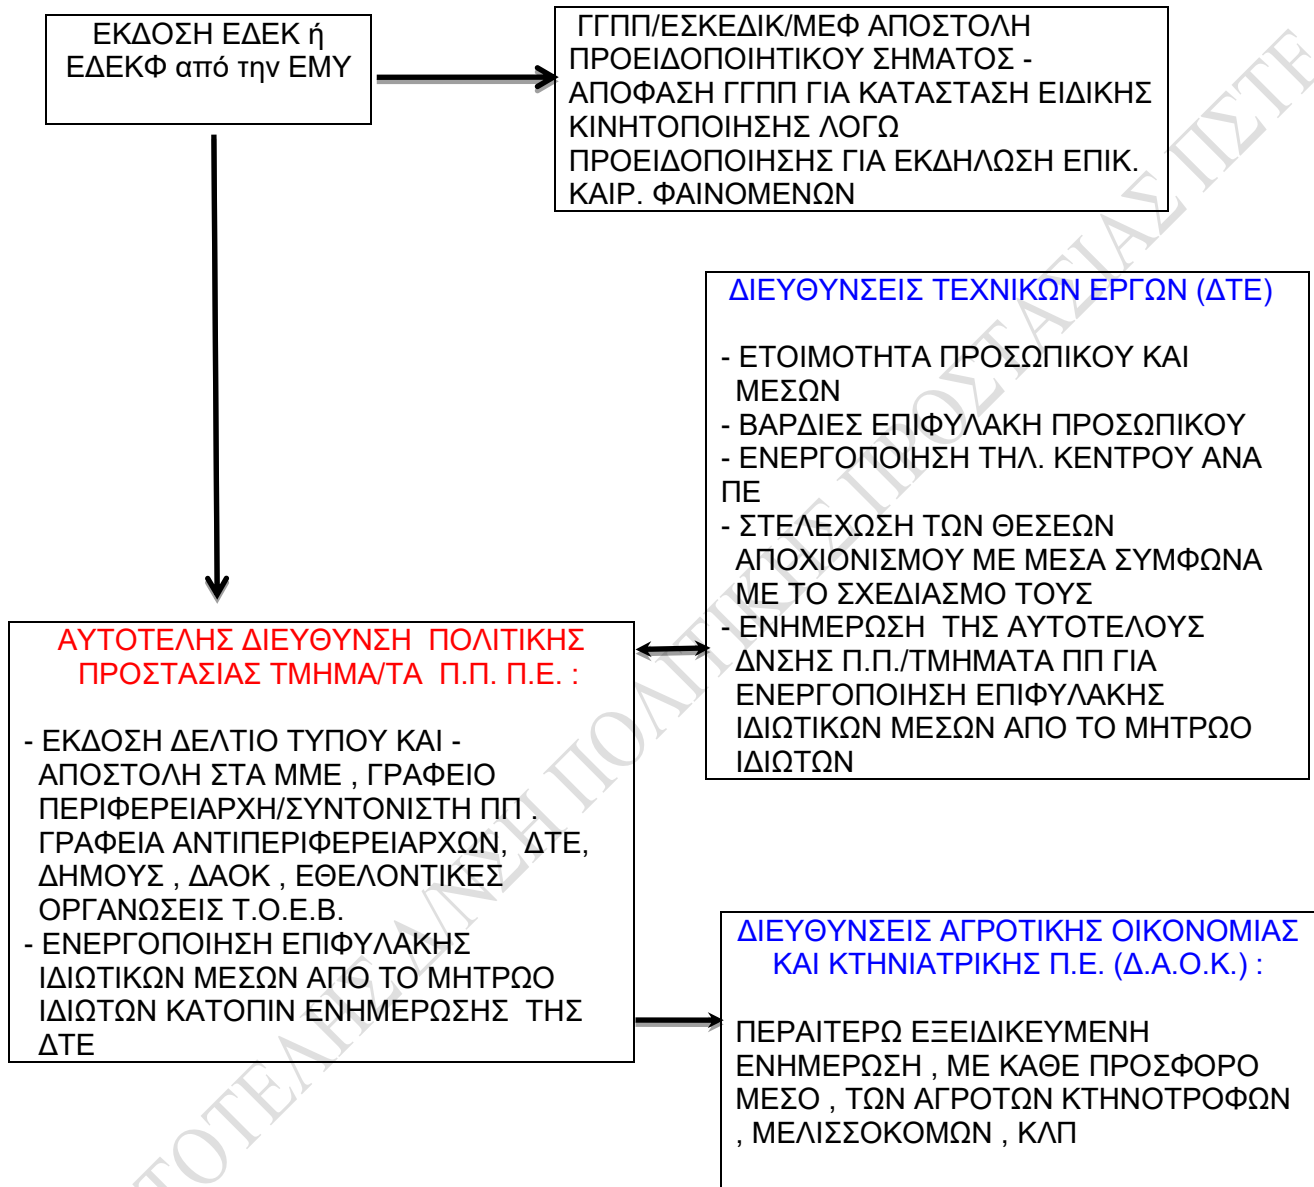 ΕΚΔΟΣΗ ΕΔΕΚ ή
ΕΔΕΚΦ από την ΕΜΥ
ΓΓΠΠ/ΕΣΚΕΔΙΚ/ΜΕΦ ΑΠΟΣΤΟΛΗ
ΠΡΟΕΙΔΟΠΟΙΗΤΙΚΟΥ ΣΗΜΑΤΟΣ -
ΑΠΟΦΑΣΗ ΓΓΠΠ ΓΙΑ ΚΑΤΑΣΤΑΣΗ ΕΙΔΙΚΗΣ
ΚΙΝΗΤΟΠΟΙΗΣΗΣ ΛΟΓΩ
ΠΡΟΕΙΔΟΠΟΙΗΣΗΣ ΓΙΑ ΕΚΔΗΛΩΣΗ ΕΠΙΚ.
ΚΑΙΡ. ΦΑΙΝΟΜΕΝΩΝ
ΔΙΕΥΘΥΝΣΕΙΣ ΤΕΧΝΙΚΩΝ ΕΡΓΩΝ (ΔΤΕ)
- ΕΤΟΙΜΟΤΗΤΑ ΠΡΟΣΩΠΙΚΟΥ ΚΑΙ
ΜΕΣΩΝ
- ΒΑΡΔΙΕΣ ΕΠΙΦΥΛΑΚΗ ΠΡΟΣΩΠΙΚΟΥ
- ΕΝΕΡΓΟΠΟΙΗΣΗ ΤΗΛ. ΚΕΝΤΡΟΥ ΑΝΑ
ΠΕ
- ΣΤΕΛΕΧΩΣΗ ΤΩΝ ΘΕΣΕΩΝ
ΑΠΟΧΙΟΝΙΣΜΟΥ ΜΕ ΜΕΣΑ ΣΥΜΦΩΝΑ
ΜΕ ΤΟ ΣΧΕΔΙΑΣΜΟ ΤΟΥΣ
- ΕΝΗΜΕΡΩΣΗ ΤΗΣ ΑΥΤΟΤΕΛΟΥΣ
ΔΝΣΗΣ Π.Π./ΤΜΗΜΑΤΑ ΠΠ ΓΙΑ
ΕΝΕΡΓΟΠΟΙΗΣΗ ΕΠΙΦΥΛΑΚΗΣ
ΙΔΙΩΤΙΚΩΝ ΜΕΣΩΝ ΑΠΟ ΤΟ ΜΗΤΡΩΟ
ΙΔΙΩΤΩΝ
ΑΥΤΟΤΕΛΗΣ ΔΙΕΥΘΥΝΣΗ ΠΟΛΙΤΙΚΗΣ
ΠΡΟΣΤΑΣΙΑΣ ΤΜΗΜΑ/ΤΑ Π.Π. Π.Ε. :
- ΕΚΔΟΣΗ ΔΕΛΤΙΟ ΤΥΠΟΥ ΚΑΙ -
ΑΠΟΣΤΟΛΗ ΣΤΑ ΜΜΕ , ΓΡΑΦΕΙΟ
ΠΕΡΙΦΕΡΕΙΑΡΧΗ/ΣΥΝΤΟΝΙΣΤΗ ΠΠ .
ΓΡΑΦΕΙΑ ΑΝΤΙΠΕΡΙΦΕΡΕΙΑΡΧΩΝ, ΔΤΕ,
ΔΗΜΟΥΣ , ΔΑΟΚ , ΕΘΕΛΟΝΤΙΚΕΣ
ΟΡΓΑΝΩΣΕΙΣ Τ.Ο.Ε.Β.
- ΕΝΕΡΓΟΠΟΙΗΣΗ ΕΠΙΦΥΛΑΚΗΣ
ΙΔΙΩΤΙΚΩΝ ΜΕΣΩΝ ΑΠΟ ΤΟ ΜΗΤΡΩΟ
ΙΔΙΩΤΩΝ ΚΑΤΟΠΙΝ ΕΝΗΜΕΡΩΣΗΣ ΤΗΣ
ΔΤΕ
ΔΙΕΥΘΥΝΣΕΙΣ ΑΓΡΟΤΙΚΗΣ ΟΙΚΟΝΟΜΙΑΣ
ΚΑΙ ΚΤΗΝΙΑΤΡΙΚΗΣ Π.Ε. (Δ.Α.Ο.Κ.) :
ΠΕΡΑΙΤΕΡΩ ΕΞΕΙΔΙΚΕΥΜΕΝΗ
ΕΝΗΜΕΡΩΣΗ , ΜΕ ΚΑΘΕ ΠΡΟΣΦΟΡΟ
ΜΕΣΟ , ΤΩΝ ΑΓΡΟΤΩΝ ΚΤΗΝΟΤΡΟΦΩΝ
, ΜΕΛΙΣΣΟΚΟΜΩΝ , ΚΛΠ
ΤΟΤΕΛΗΣ Δ/ΝΣΗ ΠΟΛΙΤΙΚΗΣ ΠΡΟΣΤΑΣΙΑΣ ΠΣΤΕ